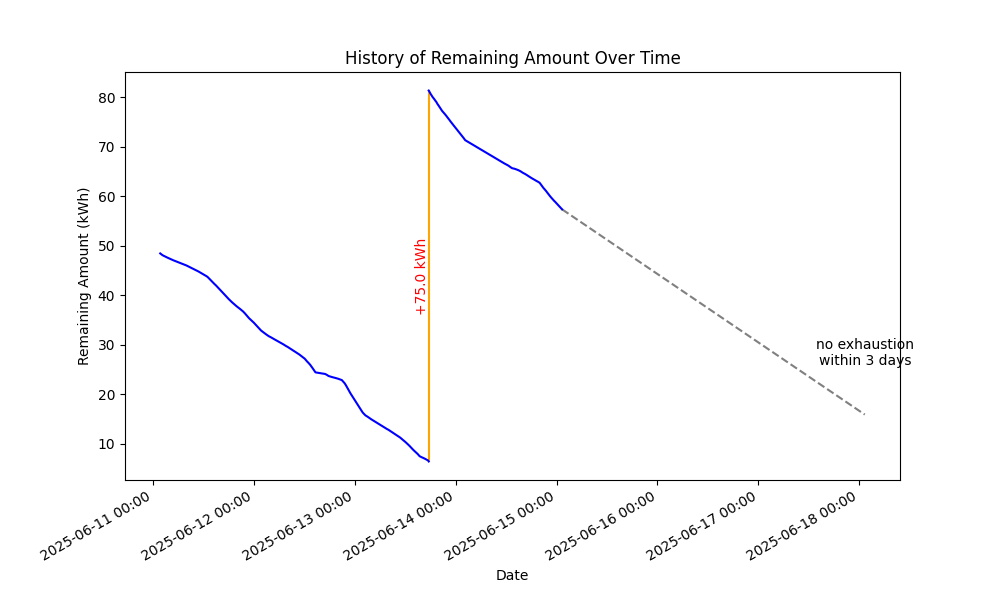 History of Remaining Amount Over Time
Remaining Amount (kWh)
80
70
60
50
40
30
20
10
+75.0 kWh
no exhaustion
within 3 days
2025-06-11 00:00
2025-06-12 00:00
2025-06-13 00:00
2025-06-14 00:00
2025-06-15 00:00
2025-06-16 00:00
2025-06-17 00:00
2025-06-18 00:00
Date